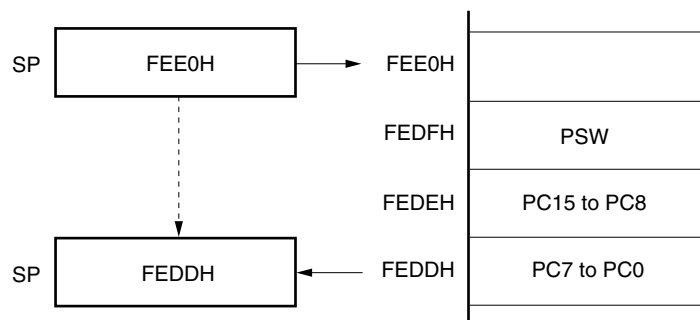 SP FEE0H FEE0H
FEDFH PSW
FEDEH PC15 to PC8
SP FEDDH FEDDH PC7 to PC0